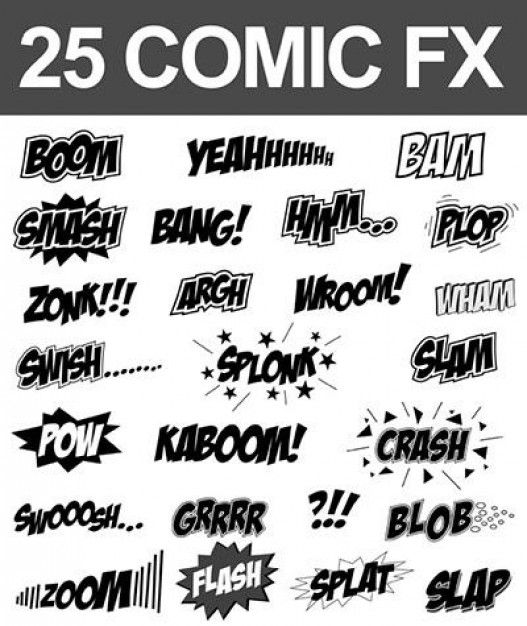 25 COMIC FX
BOOM YEAHHHHHH BAM
SMASH BANG! HMM... PLOP
ZONK!!! ARGH WROOM! WHAM
SWISH........ SPLONK SLAM
POW KABOOM! CRASH
SWOOOSH... GRRRR ?!!! BLOB
ZOOM FLASH SPLAT SLAP